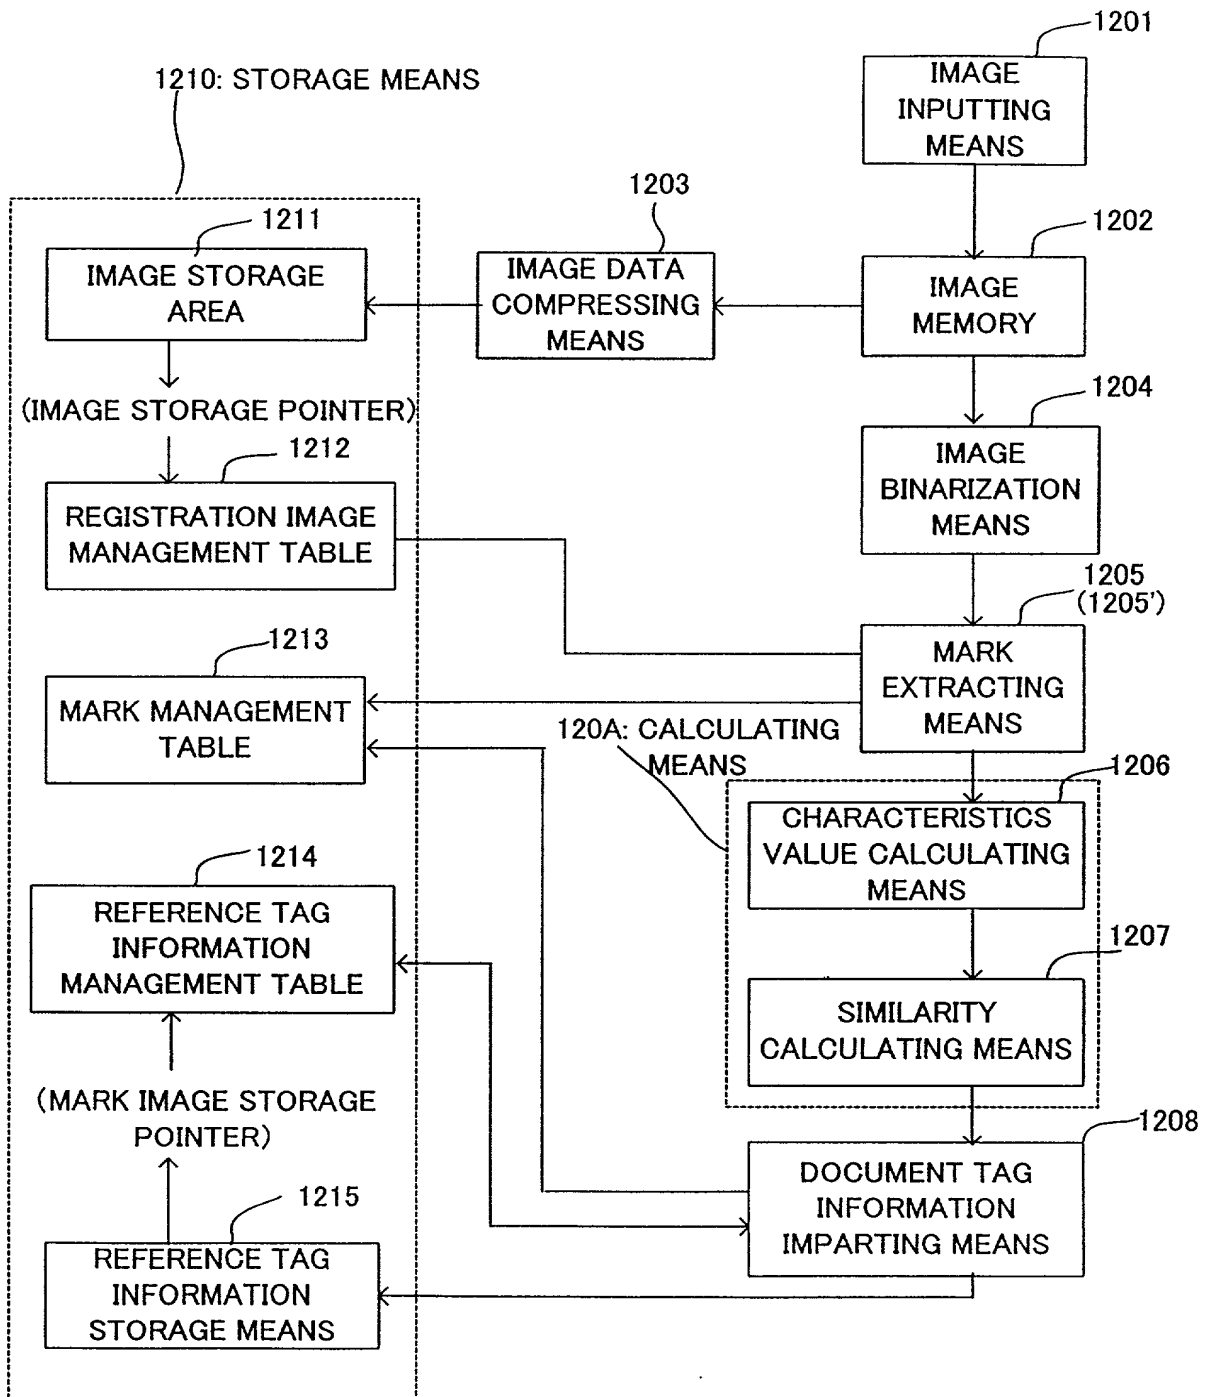 1201
IMAGE
INPUTTING
MEANS
1210: STORAGE MEANS
1203
1202
1211
IMAGE STORAGE
AREA
IMAGE DATA
COMPRESSING
MEANS
IMAGE
MEMORY
(IMAGE STORAGE POINTER)
1204
IMAGE
BINARIZATION
MEANS
1212
REGISTRATION IMAGE
MANAGEMENT TABLE
1205
(1205')
MARK
EXTRACTING
MEANS
1213
MARK MANAGEMENT
TABLE
120A: CALCULATING
MEANS
1206
CHARACTERISTICS
VALUE CALCULATING
MEANS
1214
REFERENCE TAG
INFORMATION
MANAGEMENT TABLE
1207
SIMILARITY
CALCULATING MEANS
(MARK IMAGE STORAGE
POINTER)
1208
DOCUMENT TAG
INFORMATION
IMPARTING MEANS
1215
REFERENCE TAG
INFORMATION
STORAGE MEANS